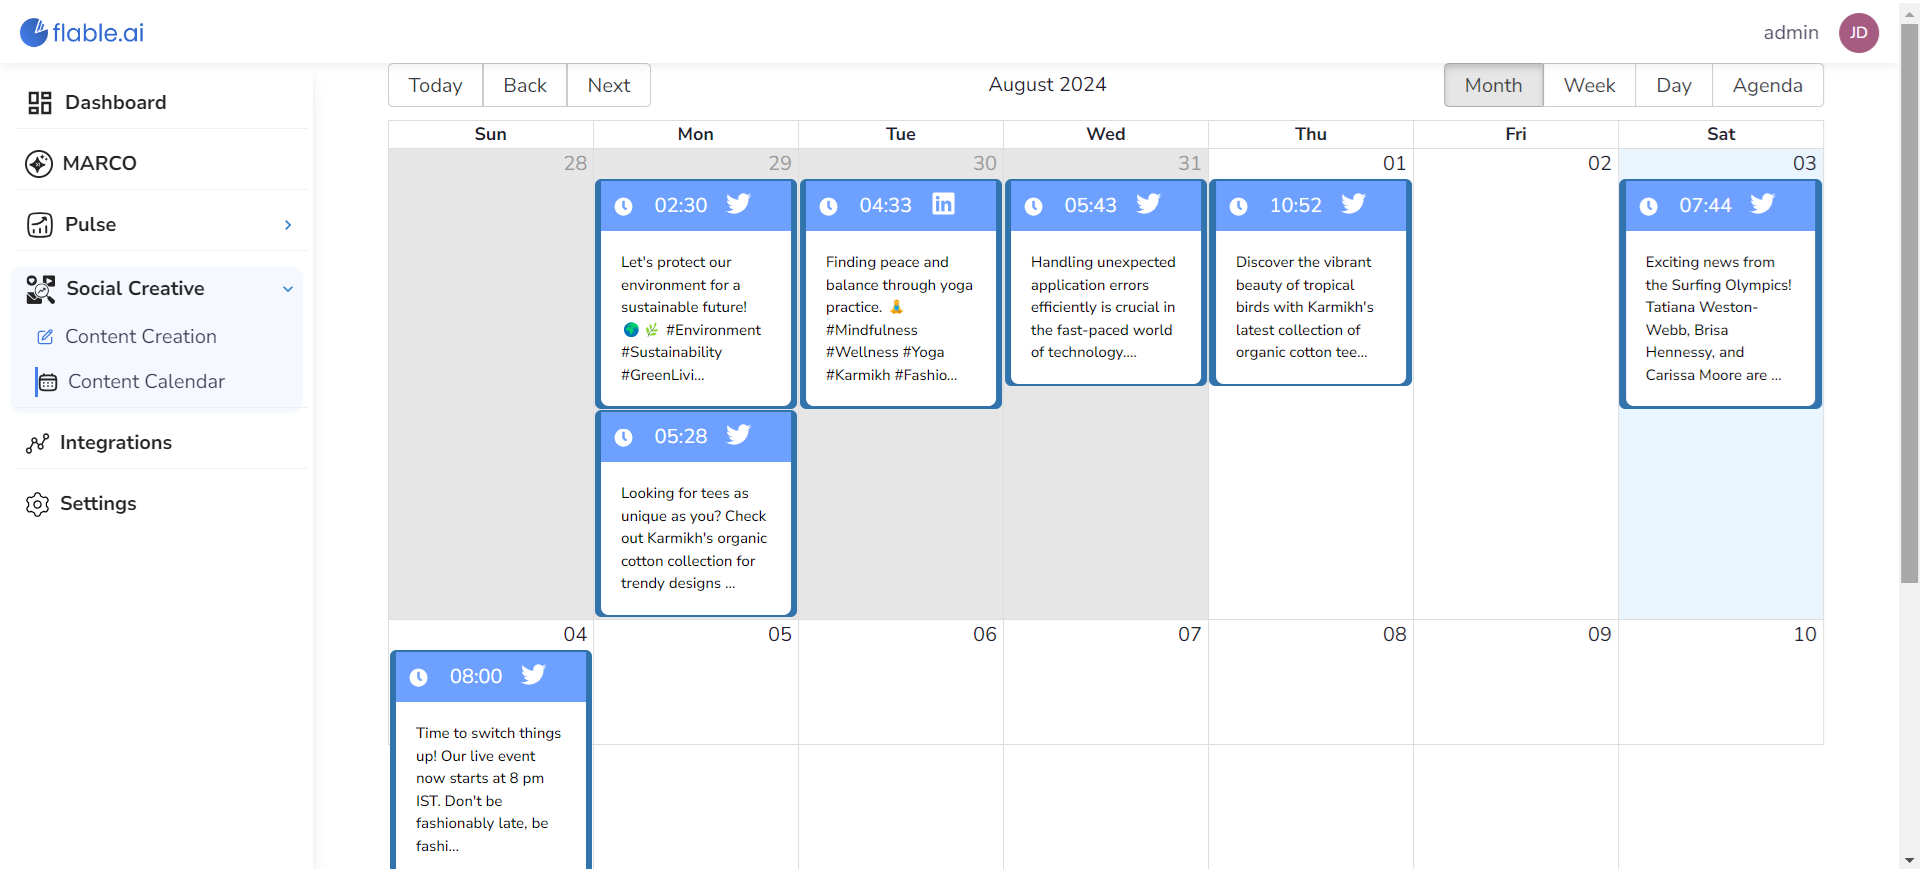 flable.ai
admin
JD
Dashboard
MARCO
Pulse
Social Creative
Content Creation
Content Calendar
Integrations
Settings
Today
Back
Next
August 2024
Month
Week
Day
Agenda
Sun
Mon
Tue
Wed
Thu
Fri
Sat
28
29
30
31
01
02
03
02:30
Let's protect our
environment for a
sustainable future!
🌍 🌿 #Environment
#Sustainability
#GreenLivi...
05:28
Looking for tees as
unique as you? Check
out Karmikh's organic
cotton collection for
trendy designs ...
04:33
in
Finding peace and
balance through yoga
practice. 🧘
#Mindfulness
#Wellness #Yoga
#Karmikh #Fashio...
05:43
Handling unexpected
application errors
efficiently is crucial in
the fast-paced world
of technology....
10:52
Discover the vibrant
beauty of tropical
birds with Karmikh's
latest collection of
organic cotton tee...
07:44
Exciting news from
the Surfing Olympics!
Tatiana Weston-
Webb, Brisa
Hennessy, and
Carissa Moore are ...
04
05
06
07
08
09
10
08:00
Time to switch things
up! Our live event
now starts at 8 pm
IST. Don't be
fashionably late, be
fashi...